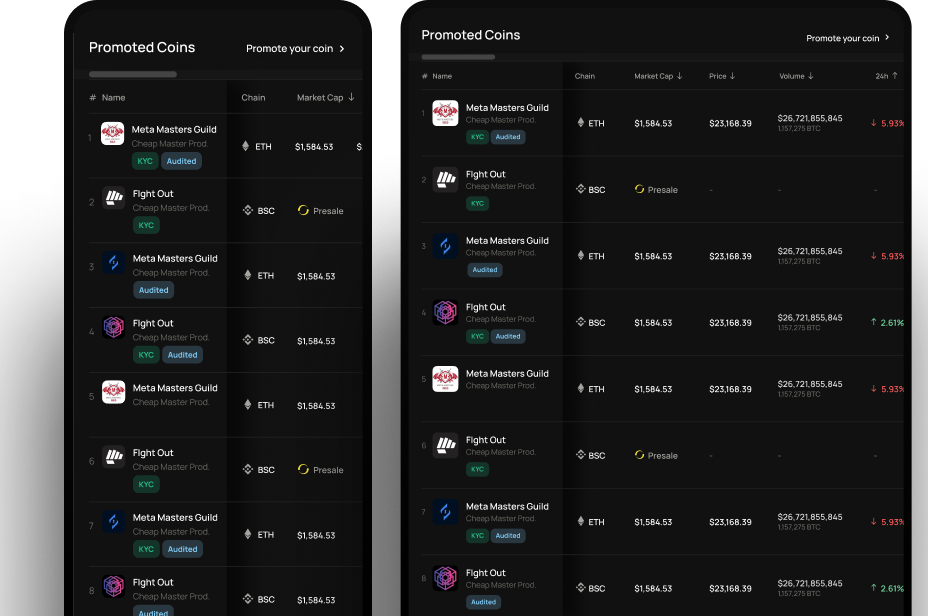 Promoted Coins
Promote your coin
# Name Chain Market Cap
1 Meta Masters Guild ETH $1,584.53 $
Cheap Master Prod.
KYC Audited
2 FIght Out BSC Presale
Cheap Master Prod.
KYC
3 Meta Masters Guild ETH $1,584.53
Cheap Master Prod.
Audited
4 FIght Out BSC $1,584.53
Cheap Master Prod.
KYC Audited
5 Meta Masters Guild ETH $1,584.53
Cheap Master Prod.
6 FIght Out BSC Presale
Cheap Master Prod.
KYC
7 Meta Masters Guild ETH $1,584.53
Cheap Master Prod.
KYC Audited
8 FIght Out BSC $1,584.53
Cheap Master Prod.
Audited
Promoted Coins
Promote your coin
# Name Chain Market Cap Price Volume 24h
1 Meta Masters Guild ETH $1,584.53 $23,168.39 $26,721,855,845 5.93%
Cheap Master Prod. 1,157,275 BTC
KYC Audited
2 FIght Out BSC Presale - - -
Cheap Master Prod.
KYC
3 Meta Masters Guild ETH $1,584.53 $23,168.39 $26,721,855,845 5.93%
Cheap Master Prod. 1,157,275 BTC
Audited
4 FIght Out BSC $1,584.53 $23,168.39 $26,721,855,845 2.61%
Cheap Master Prod. 1,157,275 BTC
KYC Audited
5 Meta Masters Guild ETH $1,584.53 $23,168.39 $26,721,855,845 5.93%
Cheap Master Prod. 1,157,275 BTC
6 FIght Out BSC Presale - - -
Cheap Master Prod.
KYC
7 Meta Masters Guild ETH $1,584.53 $23,168.39 $26,721,855,845 5.93%
Cheap Master Prod. 1,157,275 BTC
KYC Audited
8 FIght Out BSC $1,584.53 $23,168.39 $26,721,855,845 2.61%
Cheap Master Prod. 1,157,275 BTC
Audited